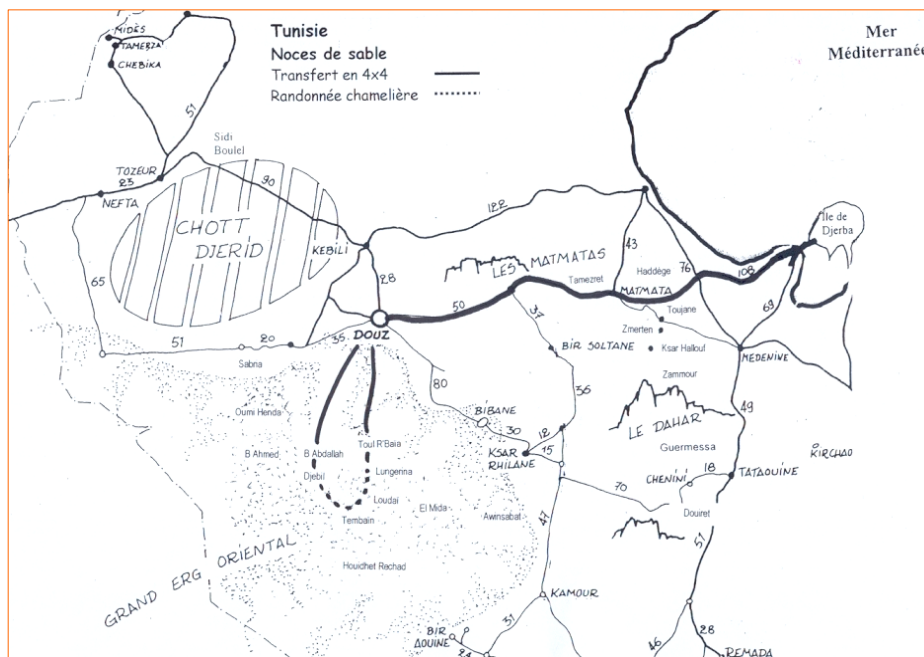 Tunisie
Noces de sable
Transfert en 4x4
Randonnée chamelière
Mer
Méditerranée
MIDÈS
TAMERZA
CHEBIKA
51
Sidi
Boulel
TOZEUR
23
NEFTA
90
122
CHOTT
DJERID
KEBILI
65
28
LES MATMATAS
43
Tamezret
Haddège
76
108
Ile de
Djerba
MATMATA
50
37
Toujane
69
Zmerten
DOUZ
35
51
20
Sabna
BIR SOLTANE
Ksar Hallouf
MEDENINE
Zammour
80
36
49
Oumi Henda
BIBANE
30
12
LE DAHAR
Toul R'Baia
KSAR
RHILANE
15
Guermessa
KIRCHAO
B Ahmed
B Abdallah
Djebil
Lungenna
CHENINI
18
TATAOUINE
70
Loudai
El Mida
Awinsabat
47
Douiret
Tembain
GRAND ERG ORIENTAL
57
Houidhet Rechad
KAMOUR
31
BIR
AOUINE
24
46
28
REMADA